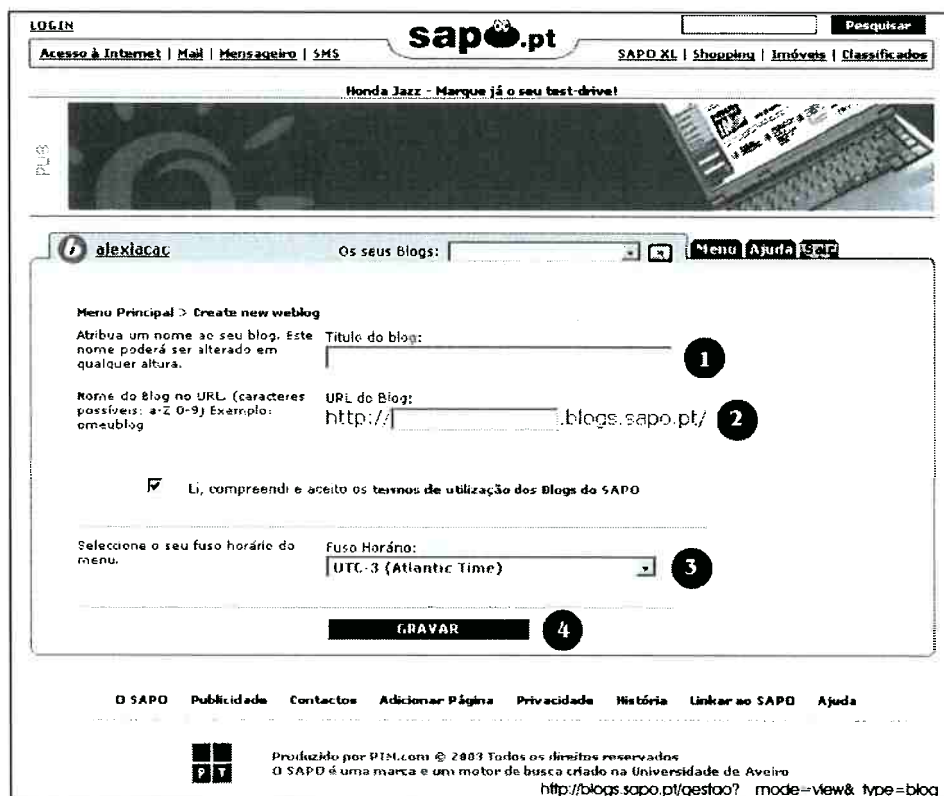 LOGIN
sapo.pt
Pesquisar
Acesso à Internet | Mail | Mensageiro | SMS
SAPO XL | Shopping | Imóveis | Classificados
Honda Jazz - Marque já o seu test-drive!
PUB
alexiacac
Os seus Blogs:
Menu Ajuda
Menu Principal > Create new weblog
Atribua um nome ao seu blog. Este
nome poderá ser alterado em
qualquer altura.
Título do blog:
1
Nome do Blog no URL (caracteres
possíveis: a-Z 0-9) Exemplo:
omeublog
URL do Blog:
http:// .blogs.sapo.pt/
2
Li, compreendi e aceito os termos de utilização dos Blogs do SAPO
Seleccione o seu fuso horário do
menu.
Fuso Horário:
UTC-3 (Atlantic Time)
3
GRAVAR
4
O SAPO Publicidade Contactos Adicionar Página Privacidade História Linkar ao SAPO Ajuda
PT
Produzido por PTM.com © 2003 Todos os direitos reservados
O SAPO é uma marca e um motor de busca criado na Universidade de Aveiro
http://blogs.sapo.pt/gestao?__mode=view&_type=blog